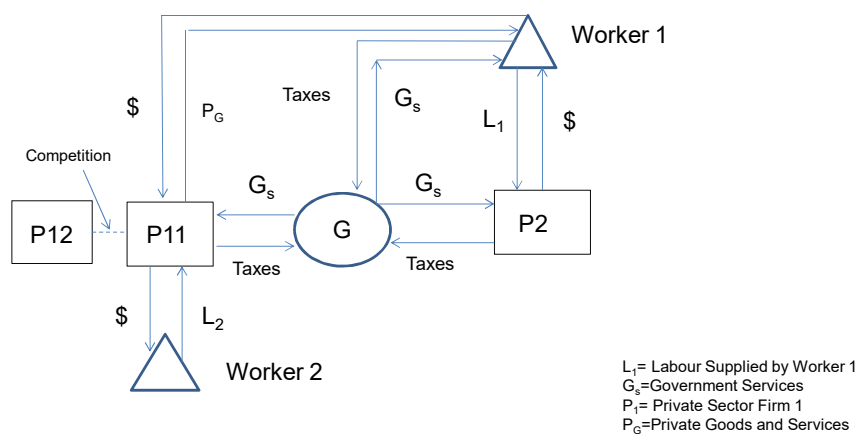 Worker 1
Taxes
G_s
$
P_G
L_1
$
Competition
G_s
G_s
P12
P11
G
P2
Taxes
Taxes
$
L_2
Worker 2
L_1= Labour Supplied by Worker 1
G_s=Government Services
P_1= Private Sector Firm 1
P_G=Private Goods and Services